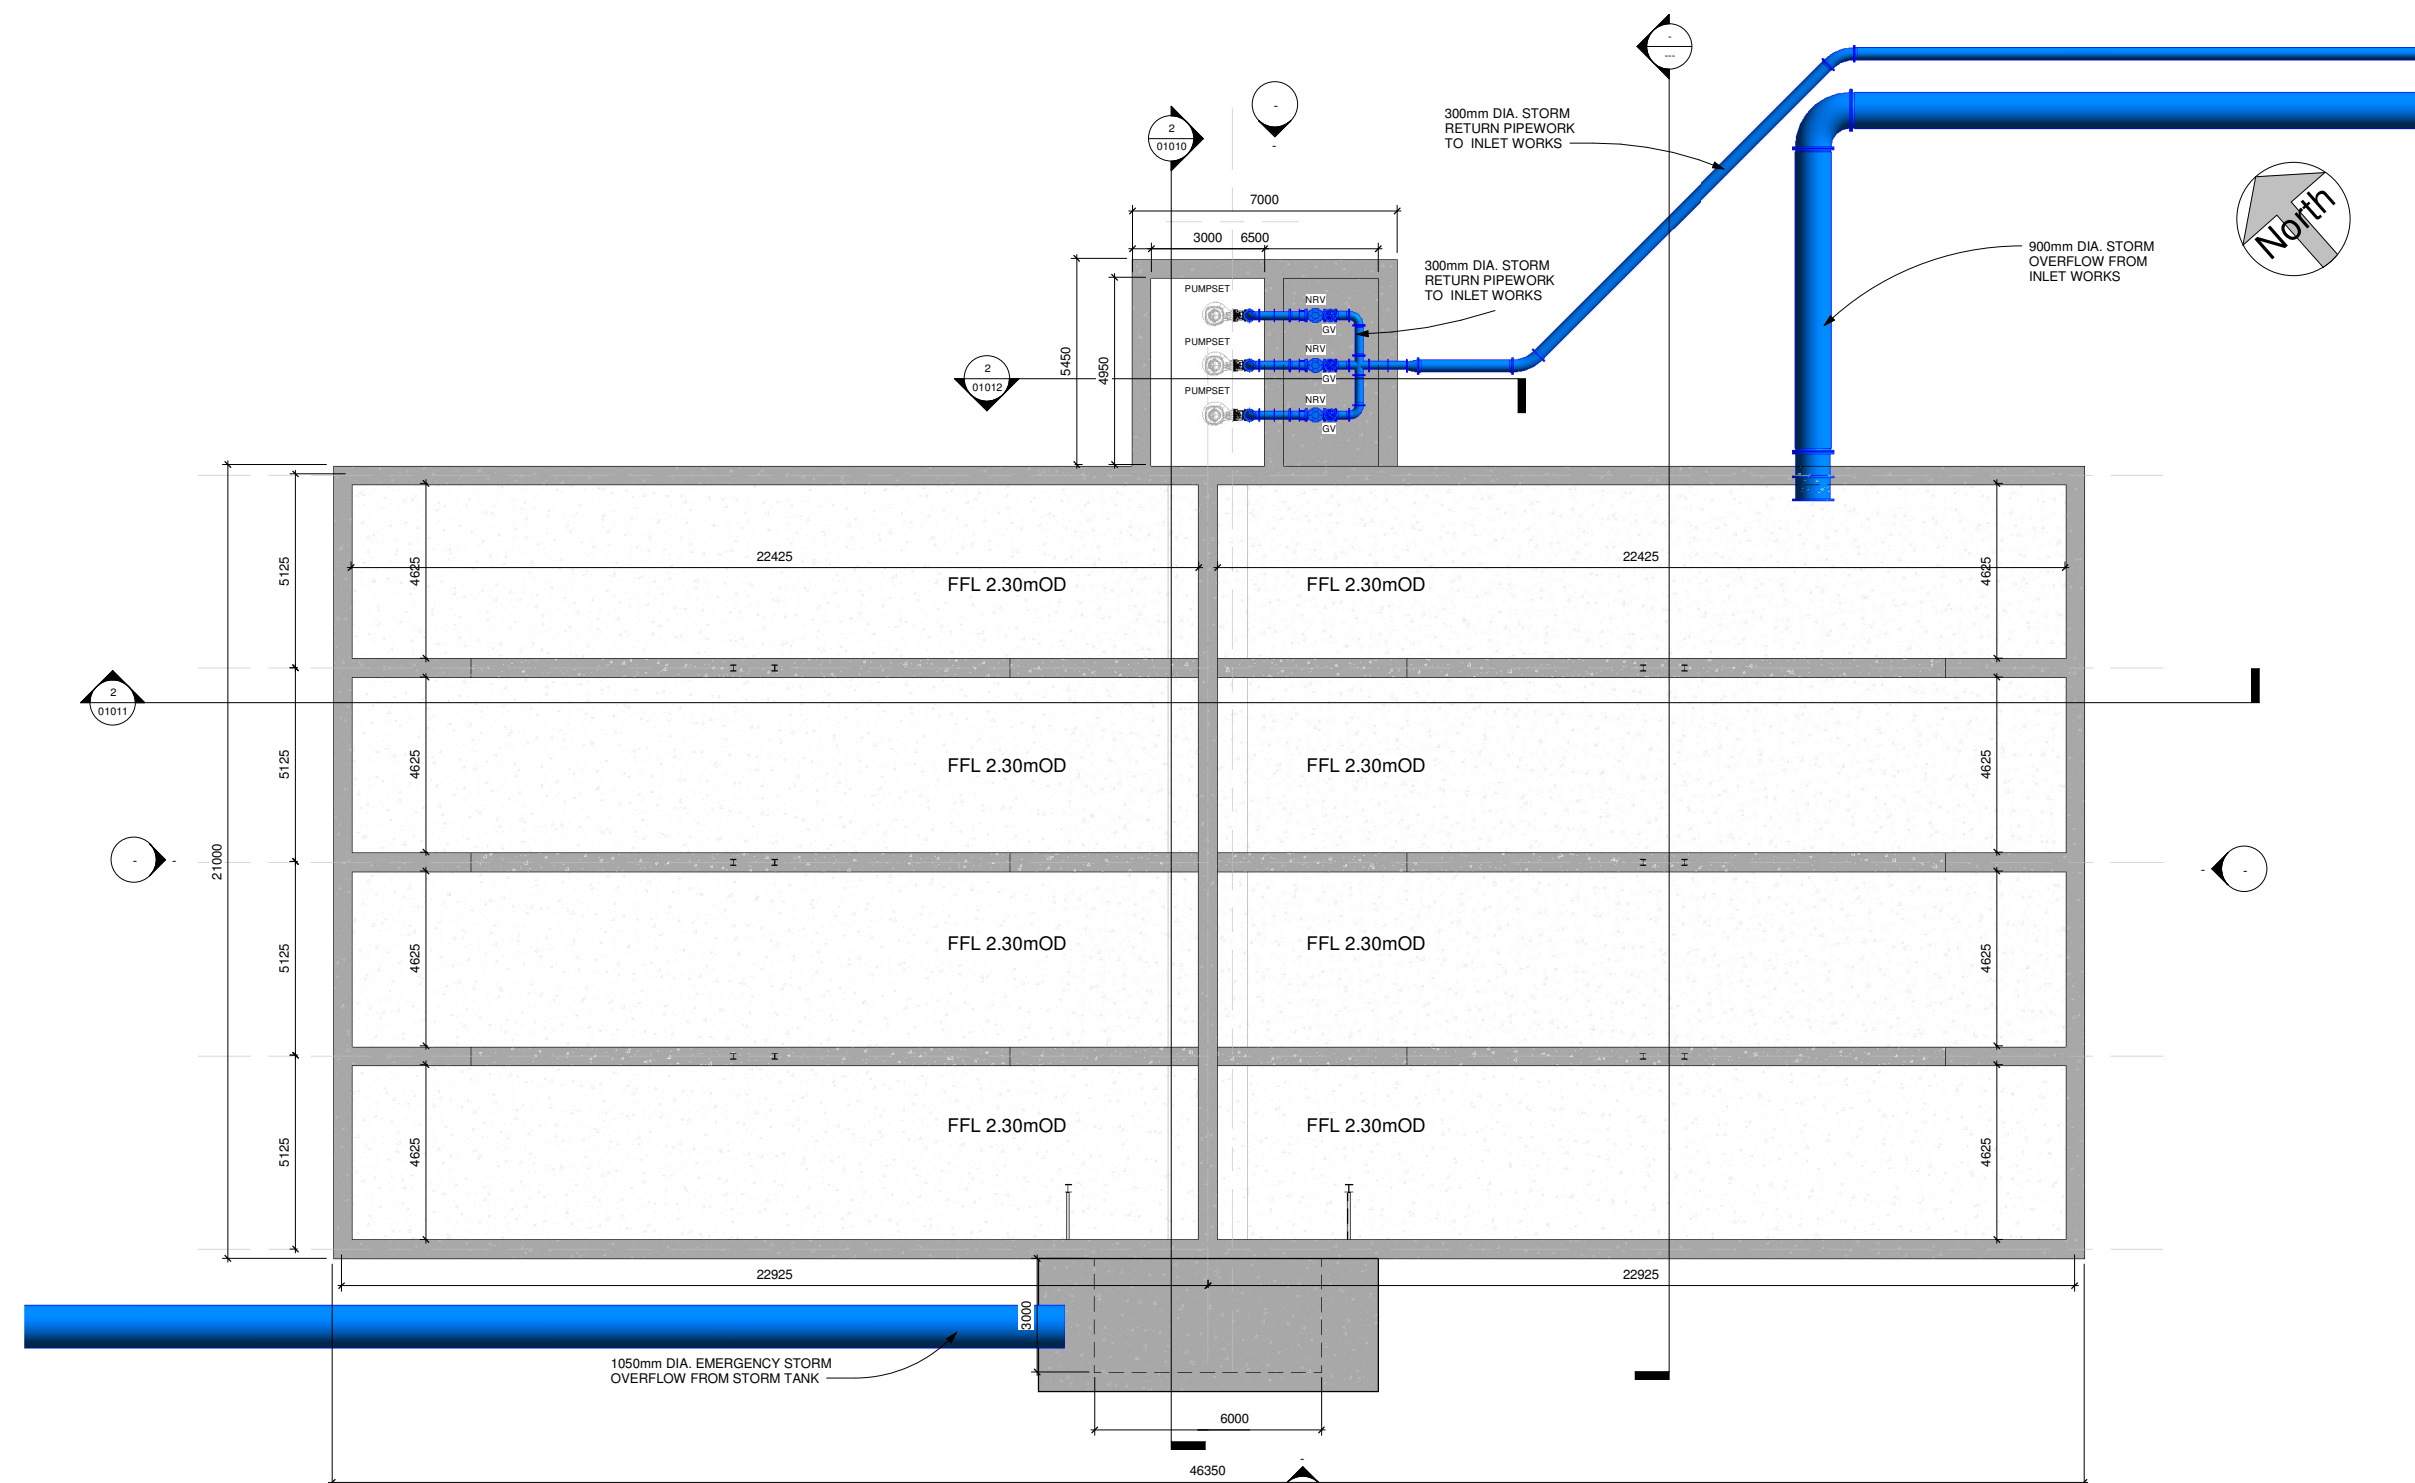 -
---
-
-
2
01010
300mm DIA. STORM
RETURN PIPEWORK
TO INLET WORKS
North
7000
3000
6500
900mm DIA. STORM
OVERFLOW FROM
INLET WORKS
300mm DIA. STORM
RETURN PIPEWORK
TO INLET WORKS
PUMPSET
NRV
GV
PUMPSET
NRV
GV
PUMPSET
NRV
GV
5450
4950
2
01012
22425
22425
5125
4625
4625
FFL 2.30mOD
FFL 2.30mOD
2
01011
5125
4625
FFL 2.30mOD
FFL 2.30mOD
4625
21000
-
-
-
-
5125
4625
FFL 2.30mOD
FFL 2.30mOD
4625
5125
4625
FFL 2.30mOD
FFL 2.30mOD
4625
22925
22925
3000
1050mm DIA. EMERGENCY STORM
OVERFLOW FROM STORM TANK
6000
-
46350